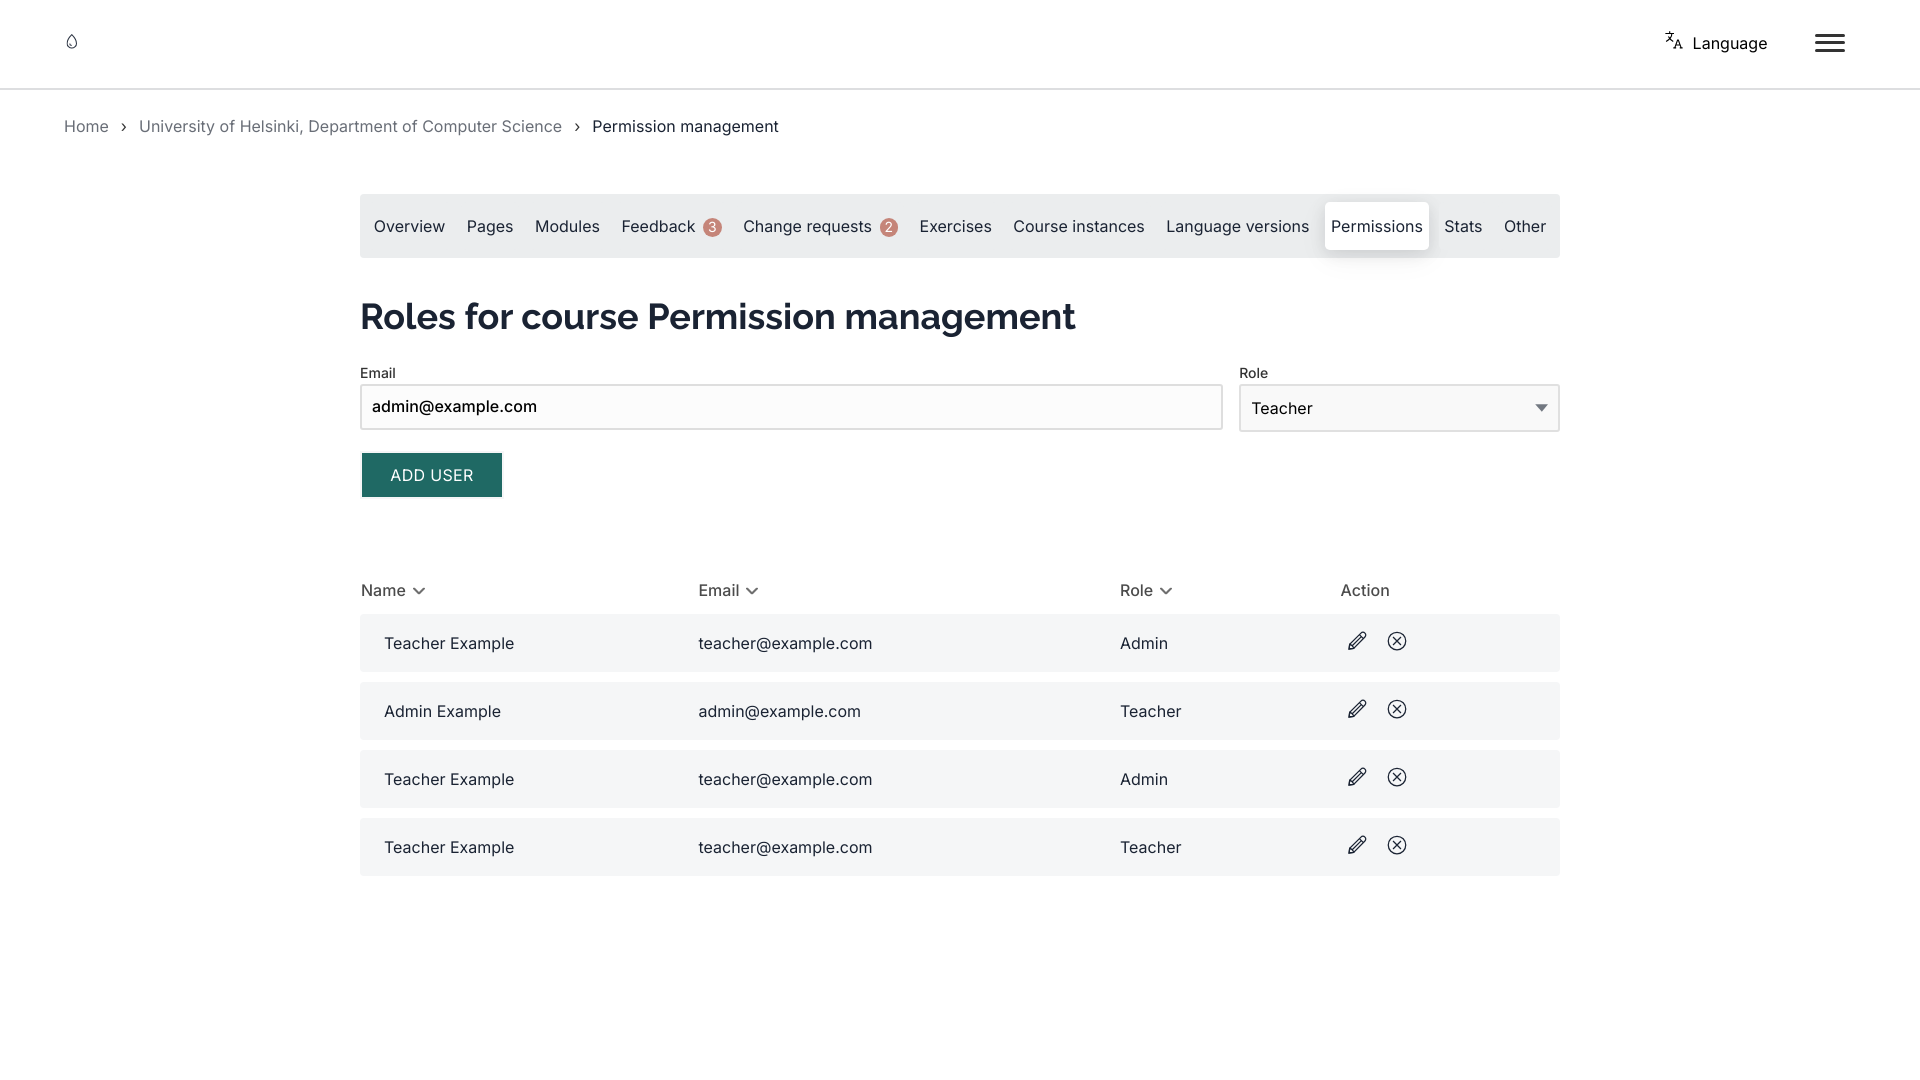 Language
Home › University of Helsinki, Department of Computer Science › Permission management
Overview Pages Modules Feedback 3 Change requests 2 Exercises Course instances Language versions Permissions Stats Other
Roles for course Permission management
Email Role
admin@example.com Teacher
ADD USER
Name Email Role Action
Teacher Example teacher@example.com Admin
Admin Example admin@example.com Teacher
Teacher Example teacher@example.com Admin
Teacher Example teacher@example.com Teacher